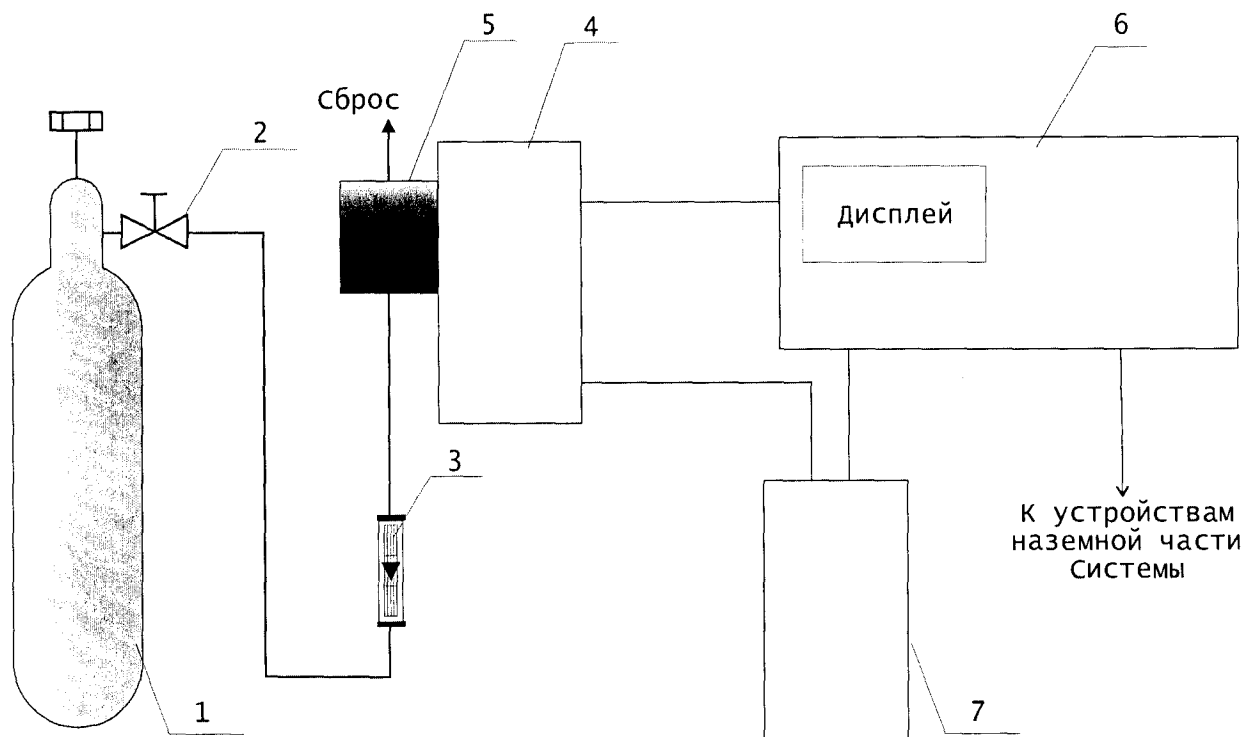 5
4
6
Сброс
2
Дисплей
3
К устройствам
наземной части
Системы
1
7